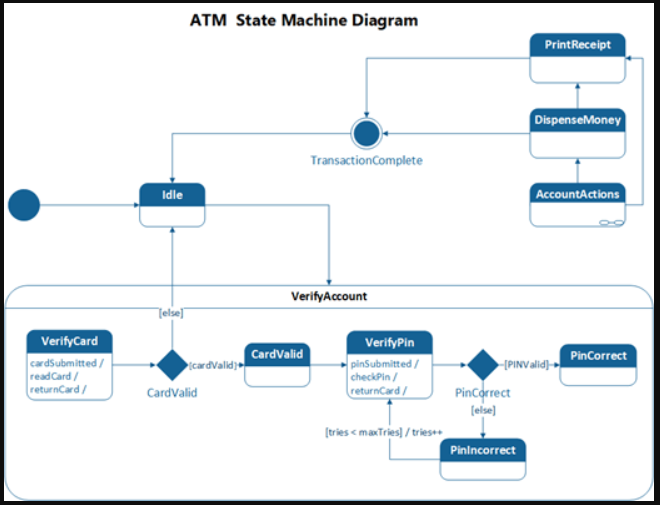 ATM State Machine Diagram
PrintReceipt
DispenseMoney
TransactionComplete
Idle
AccountActions
VerifyAccount
[else]
VerifyCard
cardSubmitted /
readCard /
returnCard /
CardValid
[cardValid]
CardValid
VerifyPin
pinSubmitted /
checkPin /
returnCard /
PinCorrect
[PINValid]
PinCorrect
[else]
[tries < maxTries] / tries++
PinIncorrect